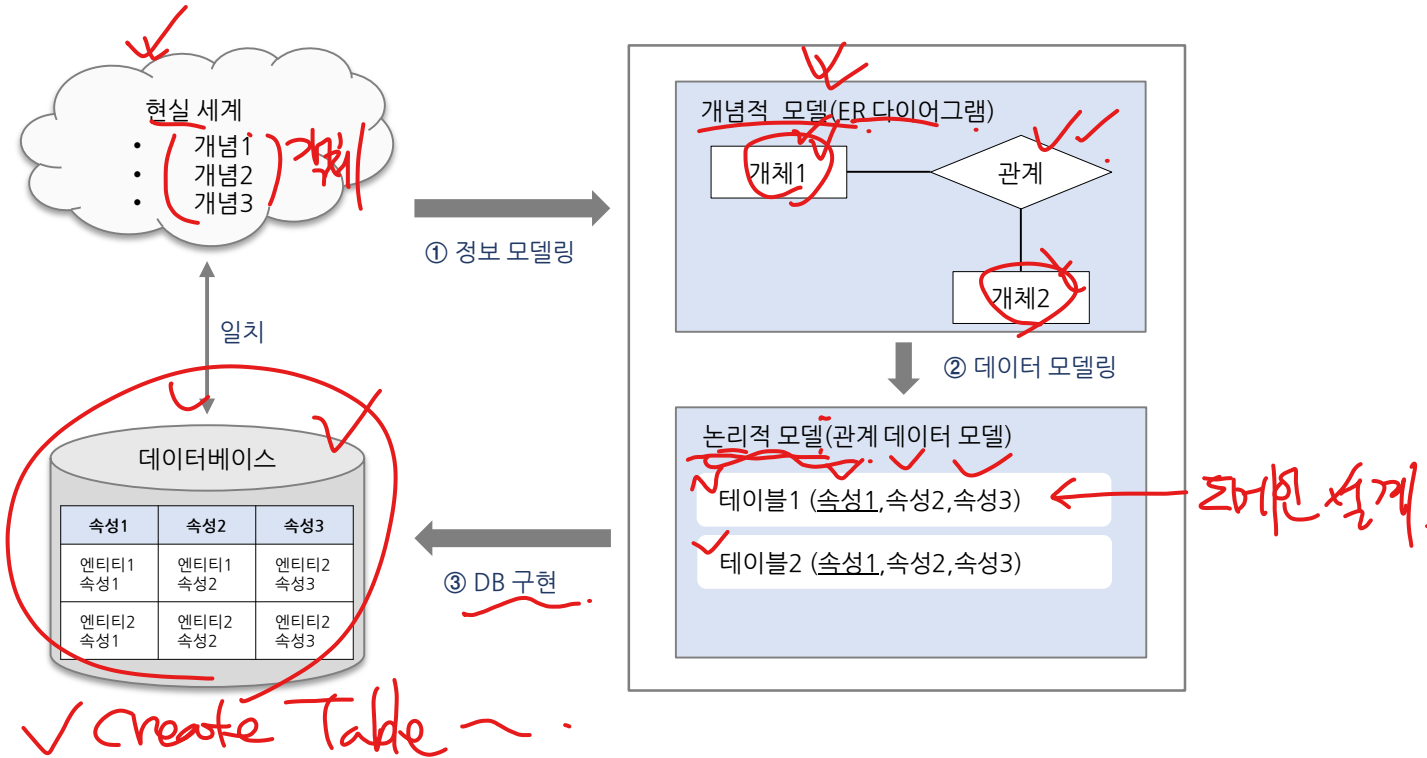 현실 세계
• 개념1
• 개념2
• 개념3
개체
① 정보 모델링
개념적 모델(ER 다이어그램)
개체1
관계
개체2
② 데이터 모델링
논리적 모델(관계 데이터 모델)
테이블1 (속성1,속성2,속성3)
도메인 설계.
테이블2 (속성1,속성2,속성3)
③ DB 구현
일치
데이터베이스
속성1 속성2 속성3
엔티티1 엔티티1 엔티티2
속성1 속성2 속성3
엔티티2 엔티티2 엔티티2
속성1 속성2 속성3
Create Table ~ .